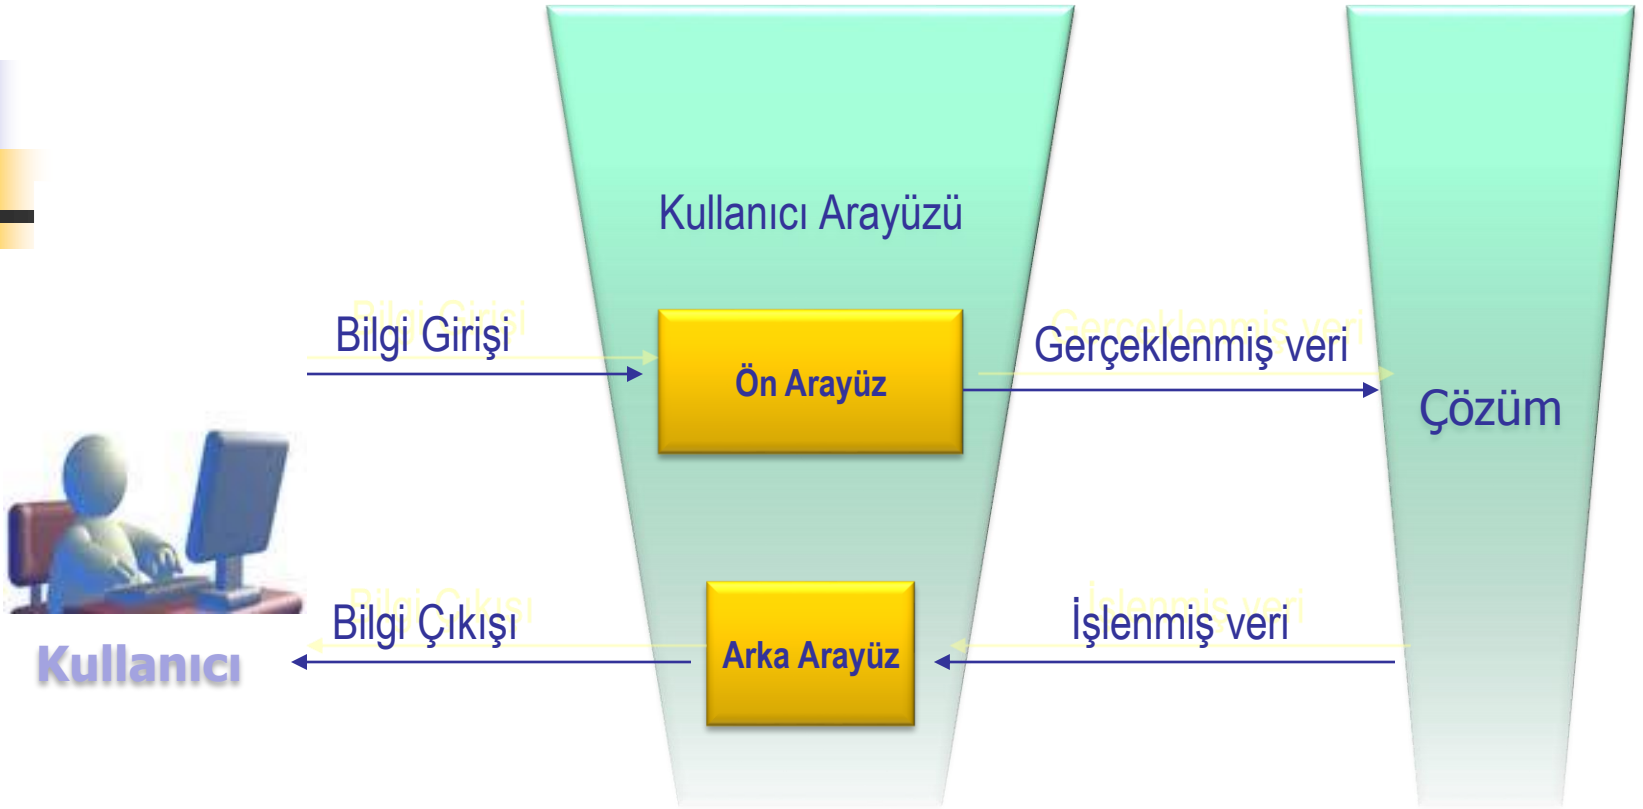 Kullanıcı Arayüzü
Bilgi Girişi
Ön Arayüz
Gerçeklenmiş veri
Çözüm
Bilgi Çıkışı
Arka Arayüz
İşlenmiş veri
Kullanıcı